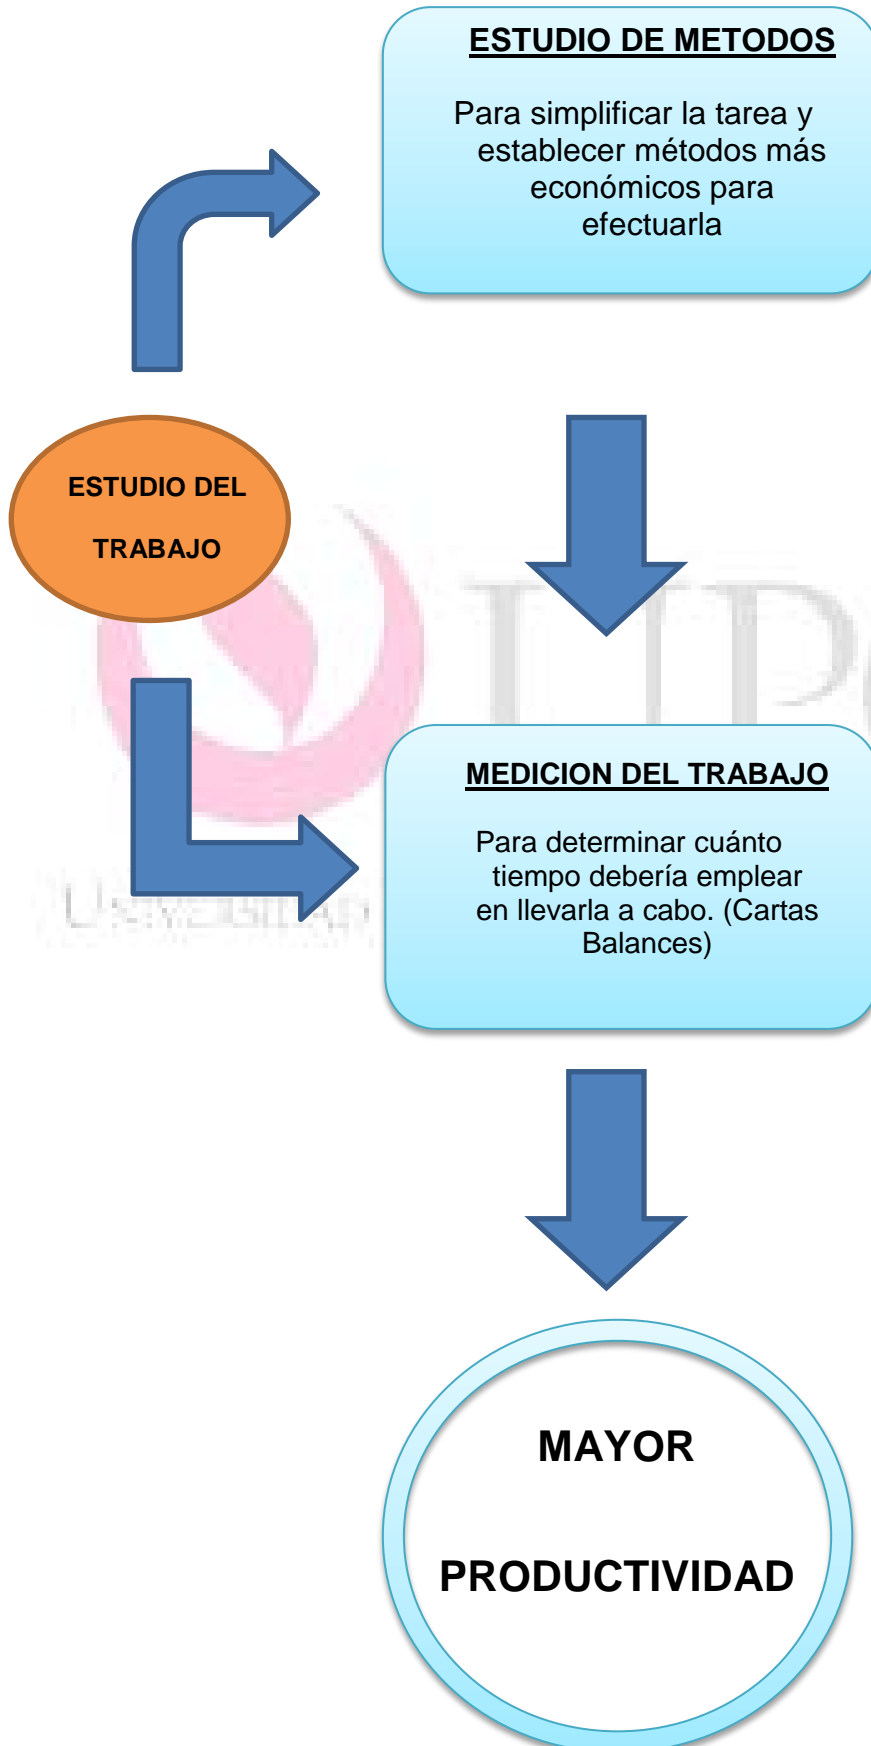 ESTUDIO DE METODOS
Para simplificar la tarea y
establecer métodos más
económicos para
efectuarla
ESTUDIO DEL
TRABAJO
MEDICION DEL TRABAJO
Para determinar cuánto
tiempo debería emplear
en llevarla a cabo. (Cartas
Balances)
MAYOR
PRODUCTIVIDAD